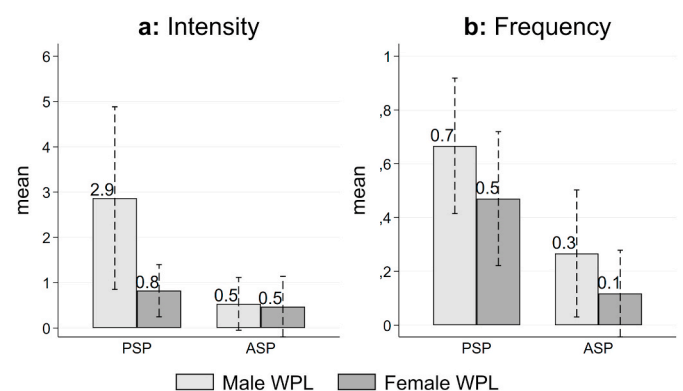 a: Intensity
mean
6
5
4
3
2
1
0
2.9
0.8
0.5
0.5
PSP
ASP
b: Frequency
mean
1
,8
,6
,4
,2
0
0.7
0.5
0.3
0.1
PSP
ASP
Male WPL
Female WPL